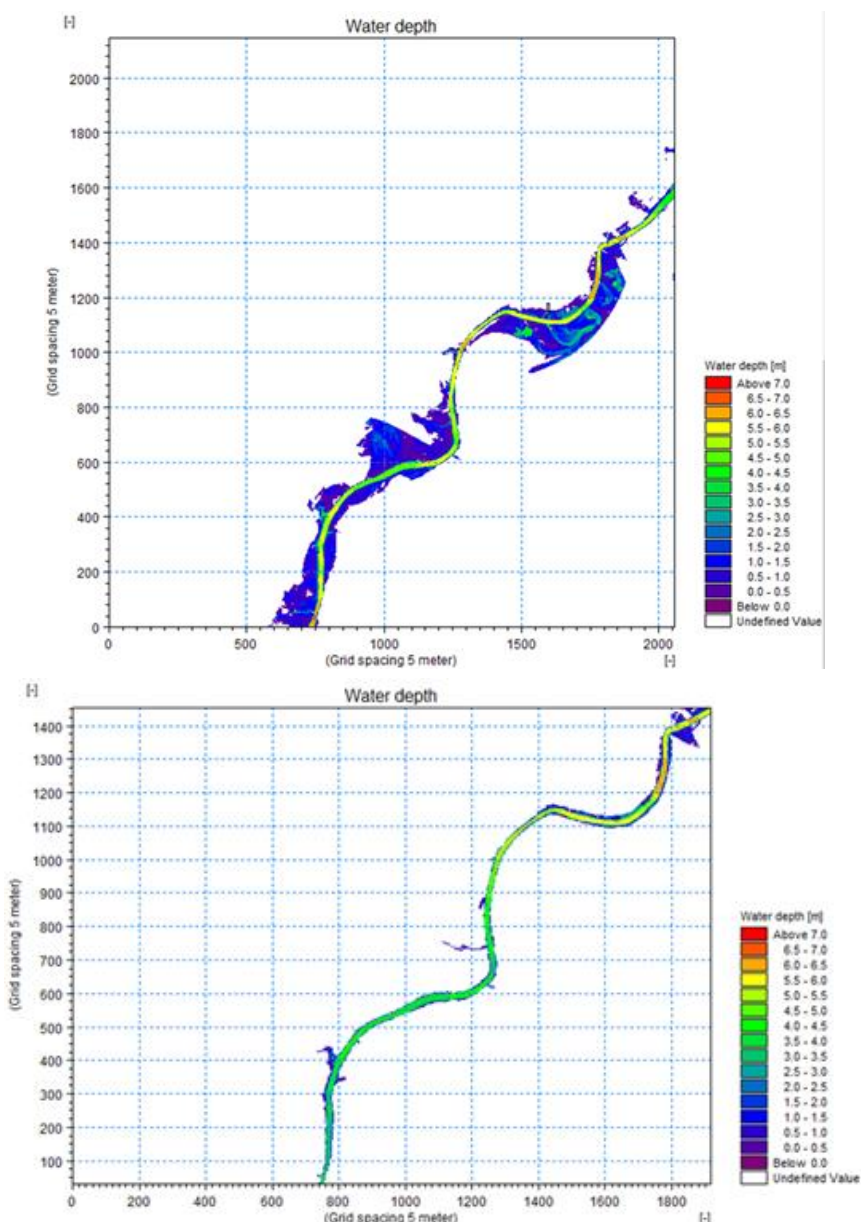 [-]
Water depth
2000
1800
1600
1400
1200
1000
800
600
400
200
0
(Grid spacing 5 meter)
0 500 1000 1500 2000
(Grid spacing 5 meter) [-]
Water depth [m]
Above 7.0
6.5 - 7.0
6.0 - 6.5
5.5 - 6.0
5.0 - 5.5
4.5 - 5.0
4.0 - 4.5
3.5 - 4.0
3.0 - 3.5
2.5 - 3.0
2.0 - 2.5
1.5 - 2.0
1.0 - 1.5
0.5 - 1.0
0.0 - 0.5
Below 0.0
Undefined Value
[-]
Water depth
1400
1300
1200
1100
1000
900
800
700
600
500
400
300
200
100
(Grid spacing 5 meter)
0 200 400 600 800 1000 1200 1400 1600 1800
(Grid spacing 5 meter) [-]
Water depth [m]
Above 7.0
6.5 - 7.0
6.0 - 6.5
5.5 - 6.0
5.0 - 5.5
4.5 - 5.0
4.0 - 4.5
3.5 - 4.0
3.0 - 3.5
2.5 - 3.0
2.0 - 2.5
1.5 - 2.0
1.0 - 1.5
0.5 - 1.0
0.0 - 0.5
Below 0.0
Undefined Value